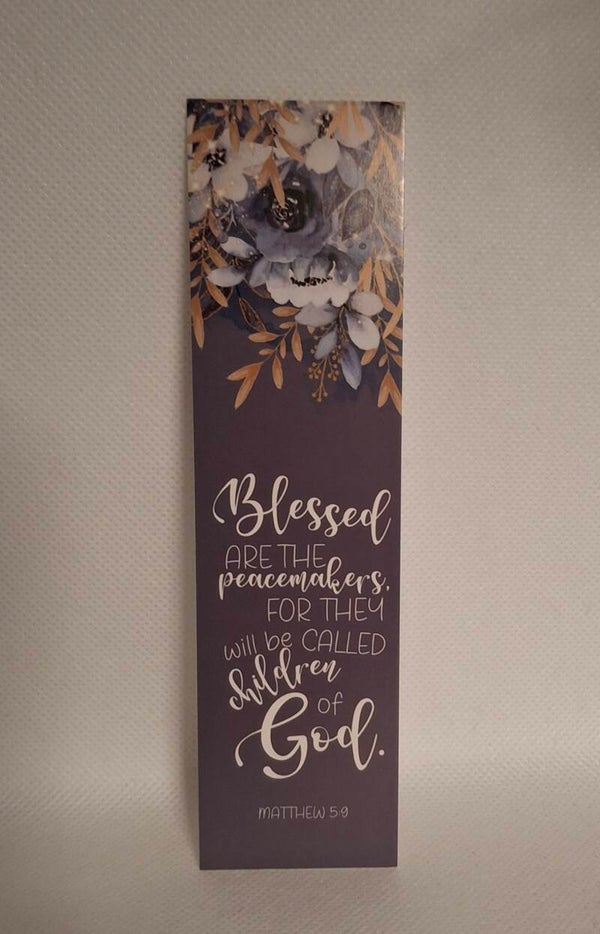 Blessed
ARE THE
peacemakers,
FOR THEY
will be CALLED
children
of
God.
MATTHEW 5:9